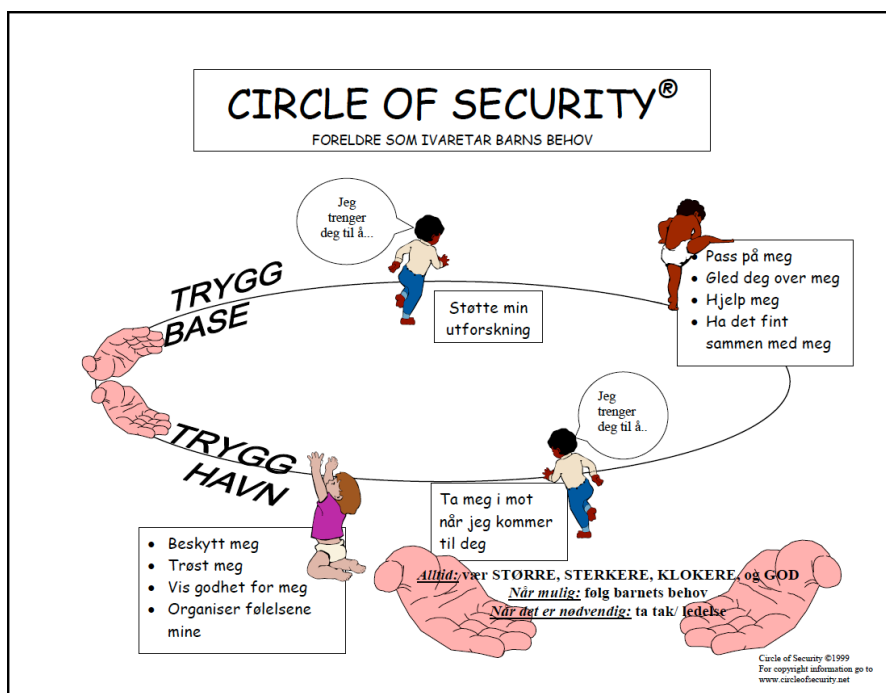 CIRCLE OF SECURITY®
FORELDRE SOM IVARETAR BARNS BEHOV
Jeg
trenger
deg til å...
TRYGG
BASE
Støtte min
utforskning
• Pass på meg
• Gled deg over meg
• Hjelp meg
• Ha det fint
sammen med meg
Jeg
trenger
deg til å..
TRYGG
HAVN
Ta meg i mot
når jeg kommer
til deg
• Beskytt meg
• Trøst meg
• Vis godhet for meg
• Organiser følelsene
mine
Alltid: vær STØRRE, STERKERE, KLOKERE, og GOD
Når mulig: følg barnets behov
Når det er nødvendig: ta tak/ ledelse
Circle of Security ©1999
For copyright information go to
www.circleofsecurity.net